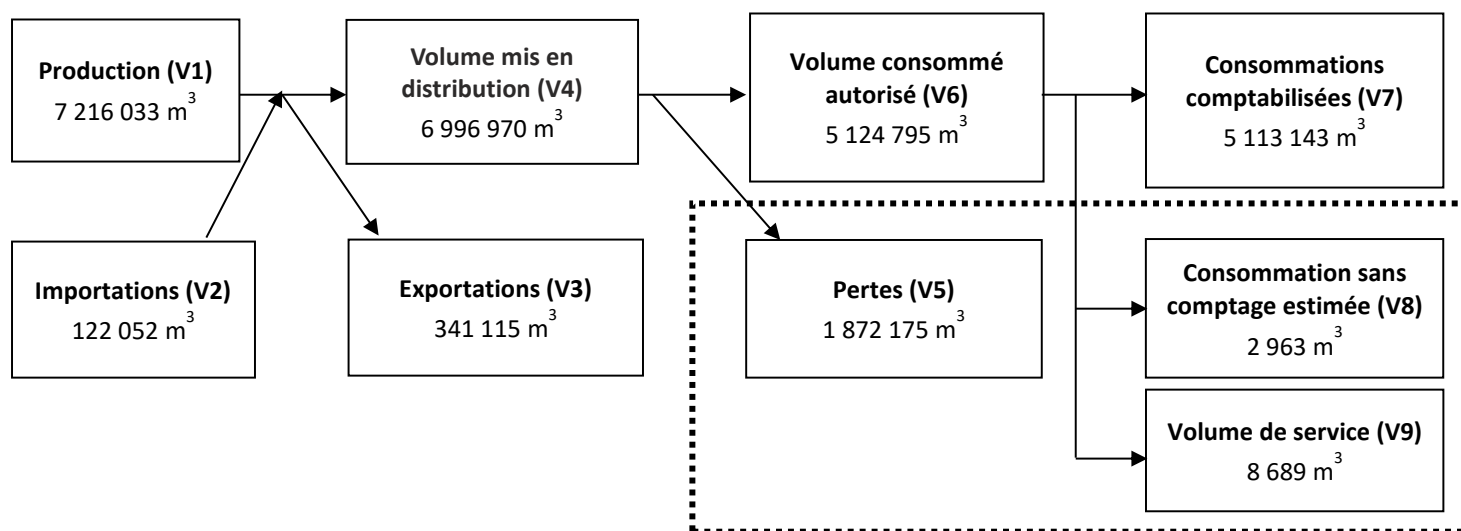 Production (V1)
7 216 033 m³
Volume mis en
distribution (V4)
6 996 970 m³
Volume consommé
autorisé (V6)
5 124 795 m³
Consommations
comptabilisées (V7)
5 113 143 m³
Importations (V2)
122 052 m³
Exportations (V3)
341 115 m³
Pertes (V5)
1 872 175 m³
Consommation sans
comptage estimée (V8)
2 963 m³
Volume de service (V9)
8 689 m³